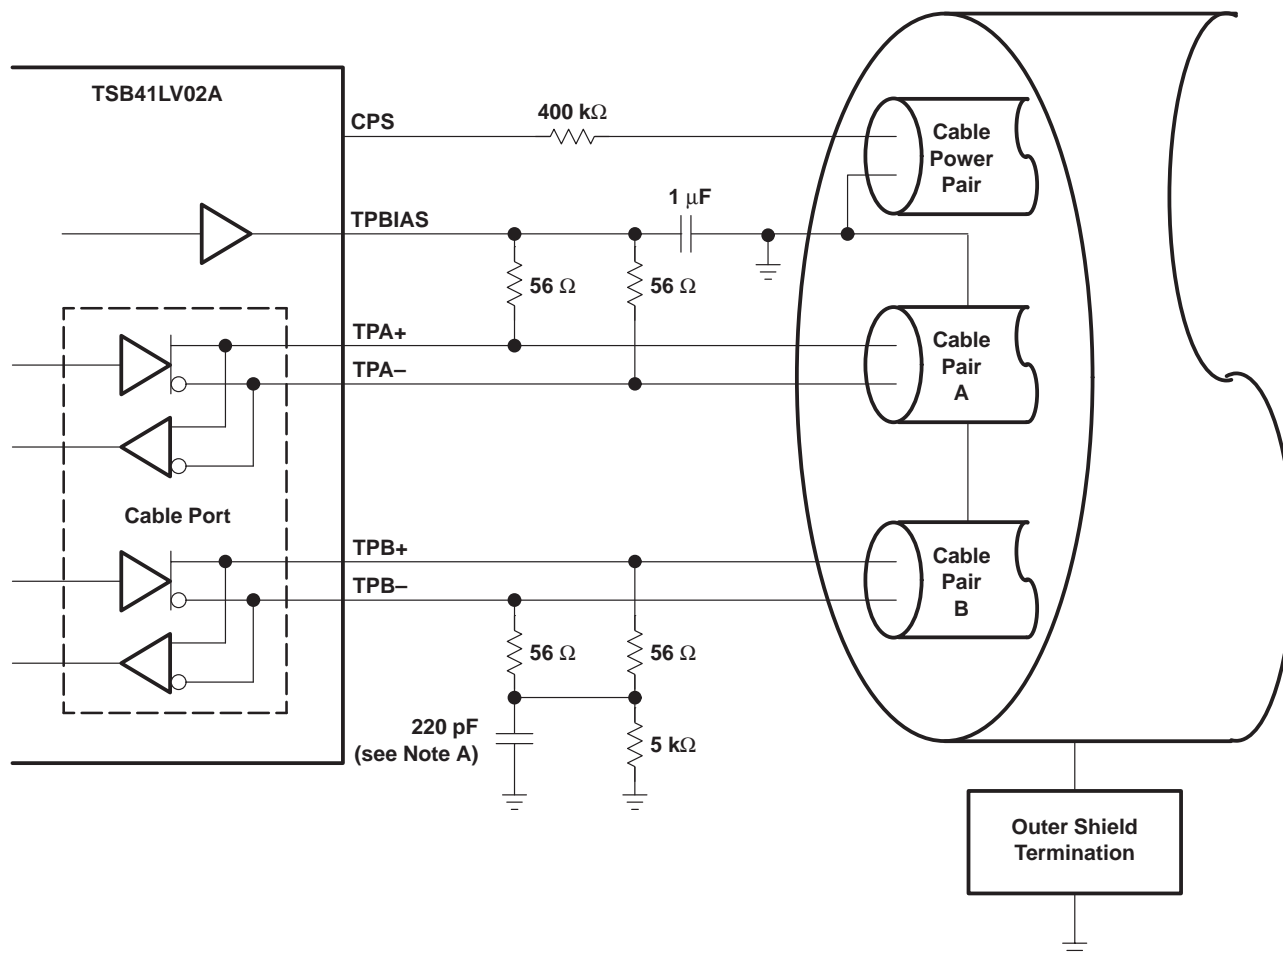 TSB41LV02A
CPS
400 kΩ
Cable
Power
Pair
TPBIAS
1 μF
56 Ω
56 Ω
TPA+
TPA–
Cable
Pair
A
Cable Port
TPB+
TPB–
Cable
Pair
B
56 Ω
56 Ω
220 pF
(see Note A)
5 kΩ
Outer Shield
Termination